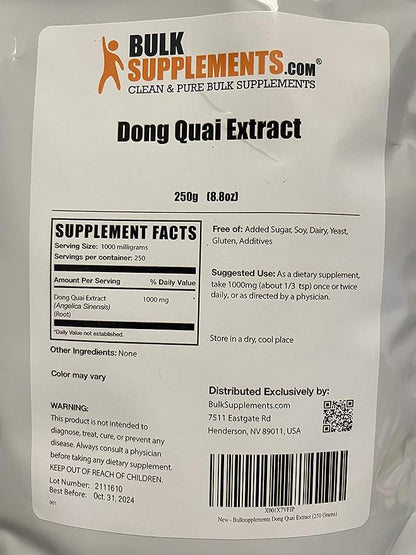 BULK
SUPPLEMENTS.COM®
CLEAN & PURE BULK SUPPLEMENTS
Dong Quai Extract
250g (8.8oz)
SUPPLEMENT FACTS
Serving Size: 1000 milligrams
Servings per container: 250
Amount Per Serving % Daily Value
Dong Quai Extract 1000 mg
(Angelica Sinensis)
(Root)
*Daily Value not established.
Other Ingredients: None
Color may vary
Free of: Added Sugar, Soy, Dairy, Yeast,
Gluten, Additives
Suggested Use: As a dietary supplement,
take 1000mg (about 1/3 tsp) once or twice
daily, or as directed by a physician.
Store in a dry, cool place
WARNING:
This product is not intended to
diagnose, treat, cure, or prevent any
disease. Always consult a physician
before taking any dietary supplement.
KEEP OUT OF REACH OF CHILDREN.
Lot Number: 2111610
Best Before: Oct. 31, 2024
001
Distributed Exclusively by:
BulkSupplements.com
7511 Eastgate Rd
Henderson, NV 89011, USA
X001X7VFJP
New - Bulksupplements Dong Quai Extract (250 Grams)